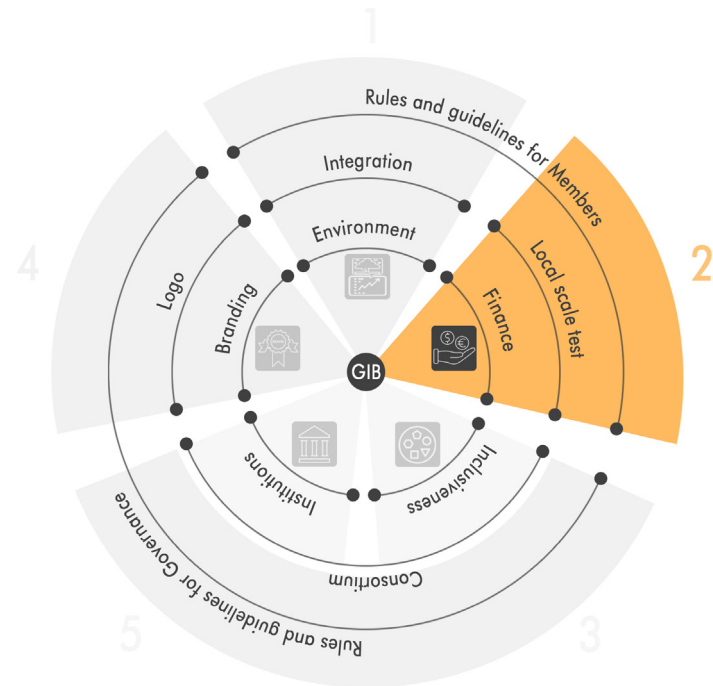 1
Rules and guidelines for Members
Integration
Environment
2
Local scale test
Finance
$ €
GIB
4
Logo
Branding
3
Inclusiveness
Consortium
Institutions
Rules and guidelines for Governance
5